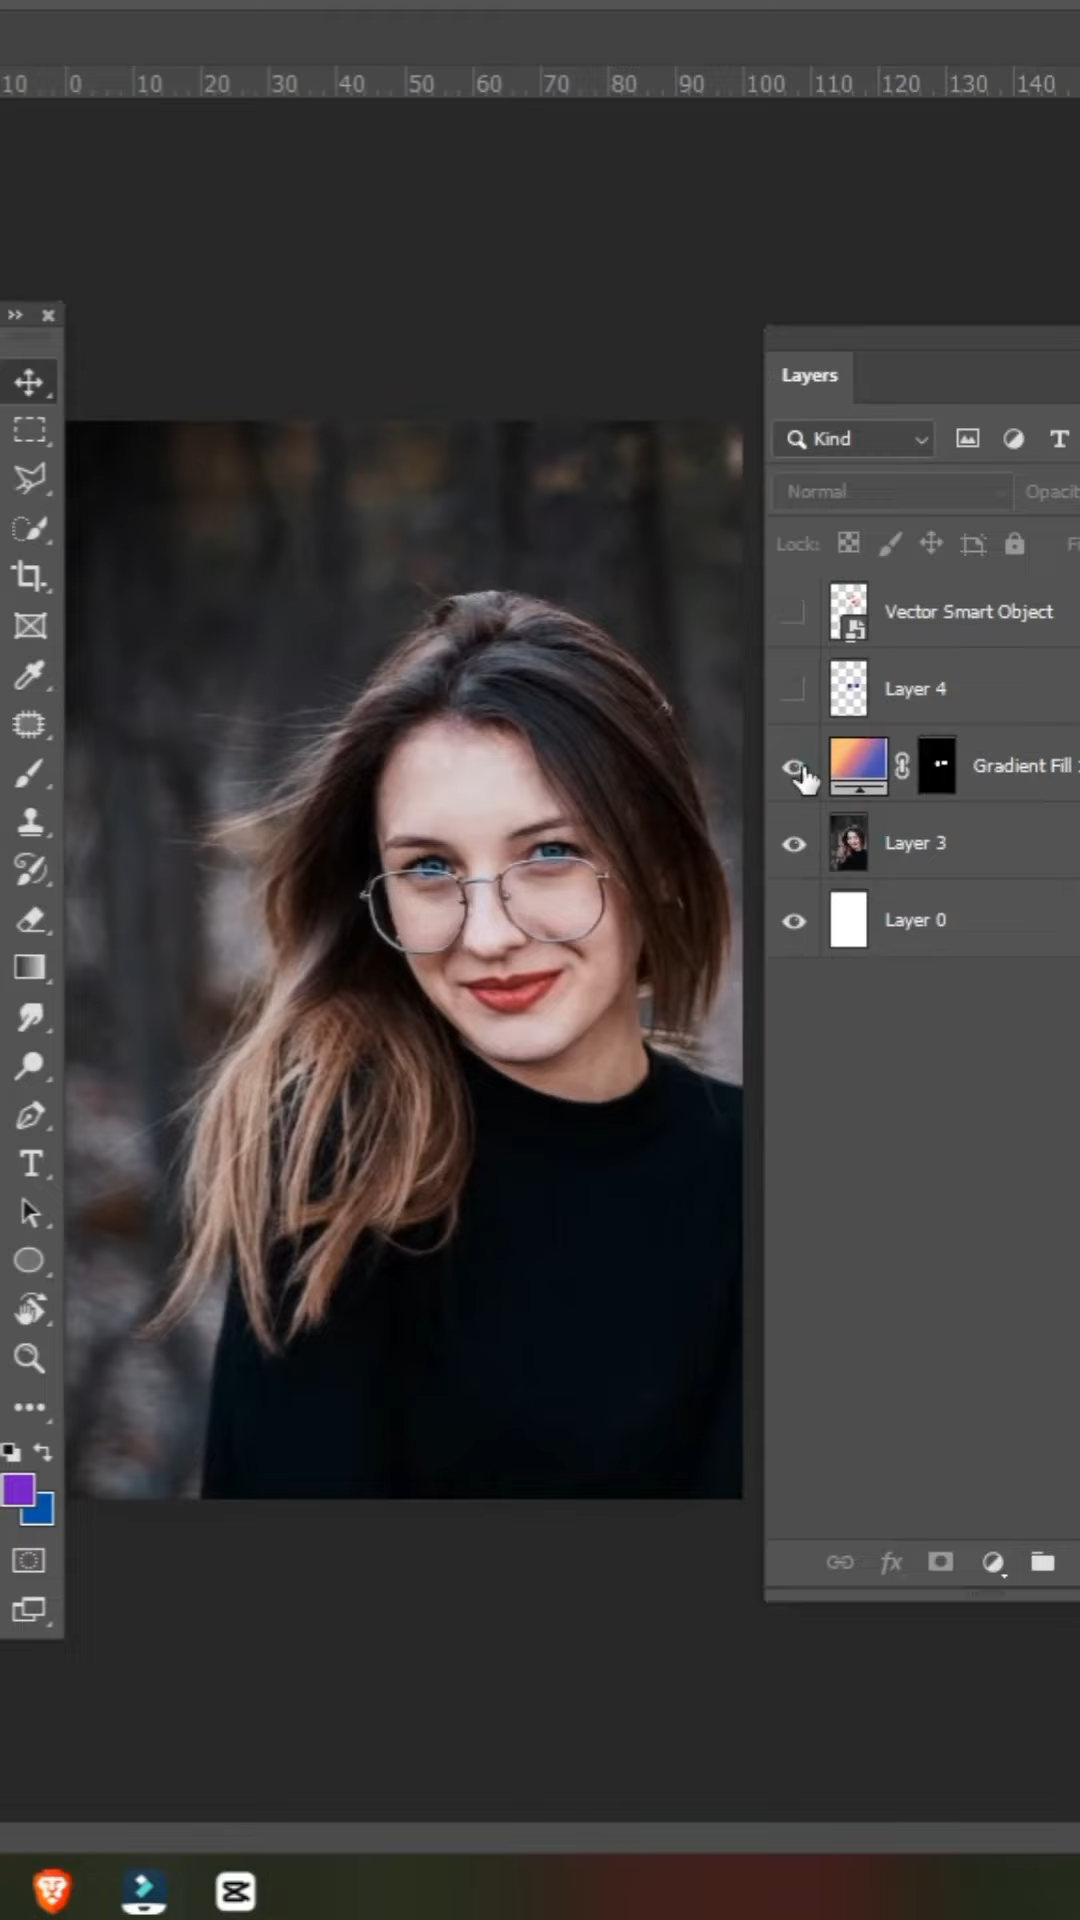 10 0 10 20 30 40 50 60 70 80 90 100 110 120 130 140
Layers
Kind
Normal
Opacit
Lock:
Fi
Vector Smart Object
Layer 4
Gradient Fill
Layer 3
Layer 0
fx